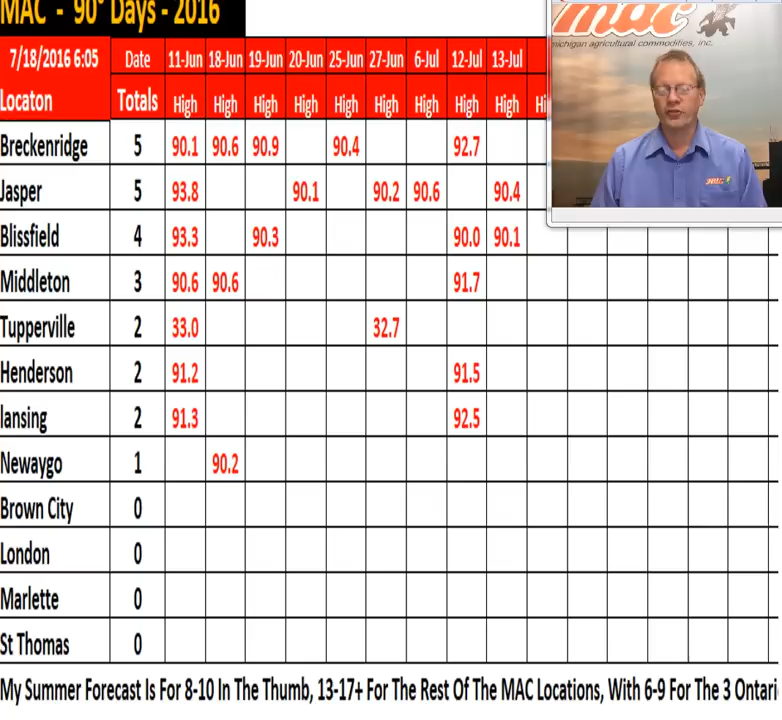 MAC - 90° Days - 2016
7/18/2016 6:05 Date 11-Jun 18-Jun 19-Jun 20-Jun 25-Jun 27-Jun 6-Jul 12-Jul 13-Jul
Locaton Totals High High High High High High High High High Hi
Breckenridge 5 90.1 90.6 90.9 90.4 92.7
Jasper 5 93.8 90.1 90.2 90.6 90.4
Blissfield 4 93.3 90.3 90.0 90.1
Middleton 3 90.6 90.6 91.7
Tupperville 2 33.0 32.7
Henderson 2 91.2 91.5
lansing 2 91.3 92.5
Newaygo 1 90.2
Brown City 0
London 0
Marlette 0
St Thomas 0
My Summer Forecast Is For 8-10 In The Thumb, 13-17+ For The Rest Of The MAC Locations, With 6-9 For The 3 Ontari
mac
michigan agricultural commodities, inc.
mac